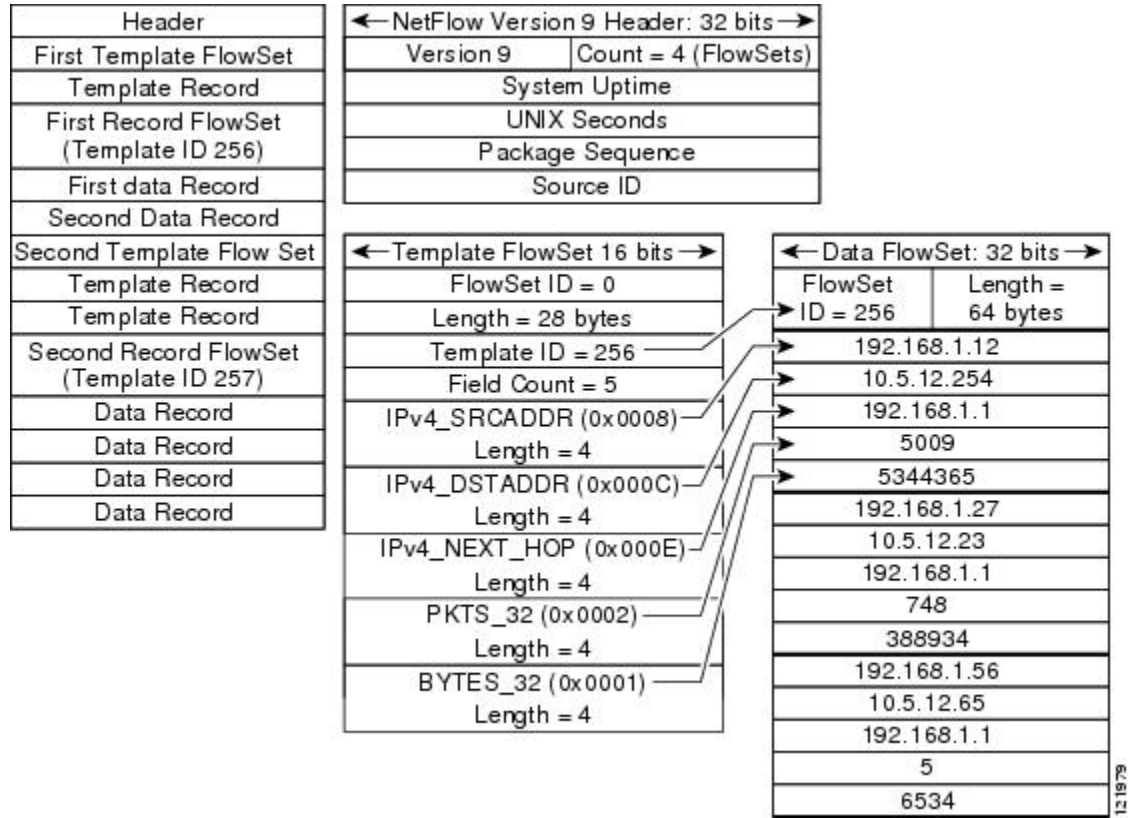 Header
First Template FlowSet
Template Record
First Record FlowSet
(Template ID 256)
First data Record
Second Data Record
Second Template Flow Set
Template Record
Template Record
Second Record FlowSet
(Template ID 257)
Data Record
Data Record
Data Record
Data Record
NetFlow Version 9 Header: 32 bits
Version 9
Count = 4 (FlowSets)
System Uptime
UNIX Seconds
Package Sequence
Source ID
Template FlowSet 16 bits
FlowSet ID = 0
Length = 28 bytes
Template ID = 256
Field Count = 5
IPv4_SRCADDR (0x0008)
Length = 4
IPv4_DSTADDR (0x000C)
Length = 4
IPv4_NEXT_HOP (0x000E)
Length = 4
PKTS_32 (0x0002)
Length = 4
BYTES_32 (0x0001)
Length = 4
Data FlowSet: 32 bits
FlowSet
ID = 256
Length =
64 bytes
192.168.1.12
10.5.12.254
192.168.1.1
5009
5344365
192.168.1.27
10.5.12.23
192.168.1.1
748
388934
192.168.1.56
10.5.12.65
192.168.1.1
5
6534
121979